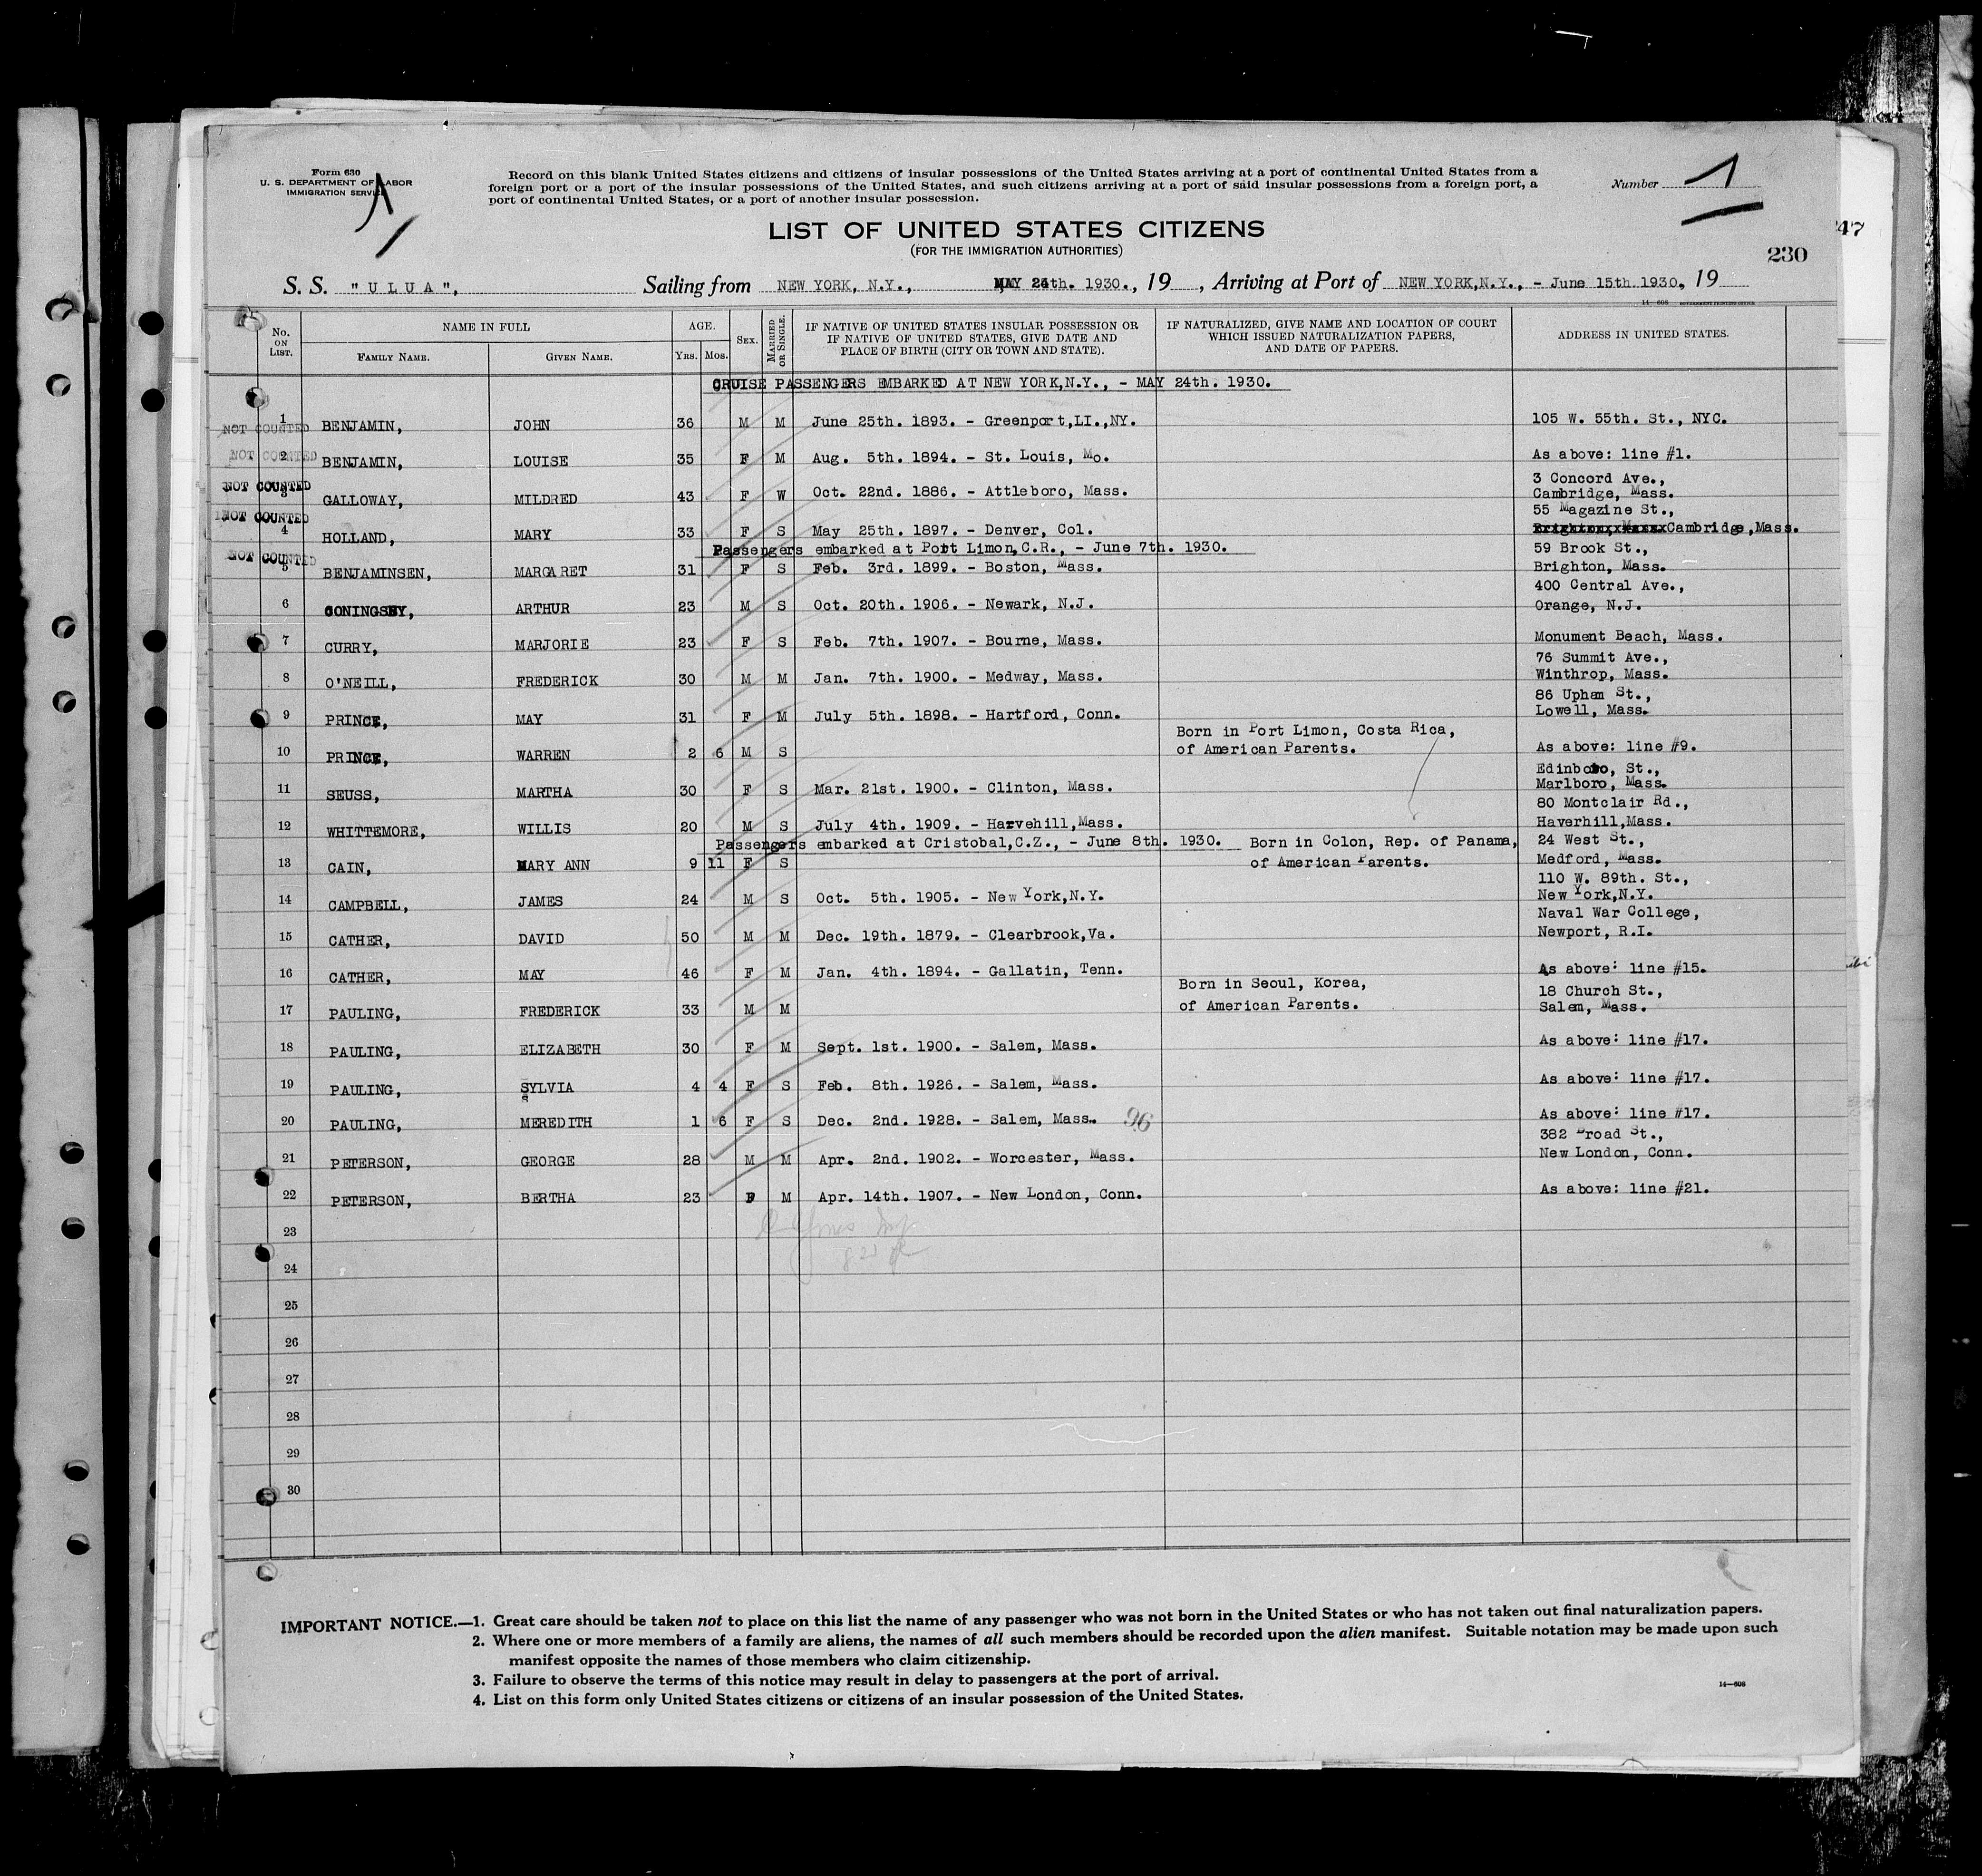 Form 630
U. S. DEPARTMENT OF LABOR
IMMIGRATION SERVICE
Record on this blank United States citizens and citizens of insular possessions of the United States arriving at a port of continental United States from a
foreign port or a port of the insular possessions of the United States, and such citizens arriving at a port of said insular possessions from a foreign port, a
port of continental United States, or a port of another insular possession.
Number 1
LIST OF UNITED STATES CITIZENS
(FOR THE IMMIGRATION AUTHORITIES)
47
230
S. S. "ULUA", Sailing from NEW YORK, N.Y., MAY 24th. 1930., 19 , Arriving at Port of NEW YORK,N.Y., - June 15th.1930, 19
14—608 GOVERNMENT PRINTING OFFICE
No. ON LIST. NAME IN FULL FAMILY NAME. GIVEN NAME. AGE. YRS. MOS. SEX. MARRIED OR SINGLE. IF NATIVE OF UNITED STATES INSULAR POSSESSION OR IF NATIVE OF UNITED STATES, GIVE DATE AND PLACE OF BIRTH (CITY OR TOWN AND STATE). IF NATURALIZED, GIVE NAME AND LOCATION OF COURT WHICH ISSUED NATURALIZATION PAPERS, AND DATE OF PAPERS. ADDRESS IN UNITED STATES.
CRUISE PASSENGERS EMBARKED AT NEW YORK,N.Y., - MAY 24th. 1930.
NOT COUNTED 1 BENJAMIN, JOHN 36 M M June 25th. 1893. - Greenport,LI.,NY. 105 W. 55th. St., NYC.
NOT COUNTED 2 BENJAMIN, LOUISE 35 F M Aug. 5th. 1894. - St. Louis, Mo. As above: line #1.
NOT COUNTED 3 GALLOWAY, MILDRED 43 F W Oct. 22nd. 1886. - Attleboro, Mass. 3 Concord Ave., Cambridge, Mass.
NOT COUNTED 4 HOLLAND, MARY 33 F S May 25th. 1897. - Denver, Col. 55 Magazine St., Cambridge,Mass.
Passengers embarked at Port Limon,C.R., - June 7th. 1930.
NOT COUNTED 5 BENJAMINSEN, MARGARET 31 F S Feb. 3rd. 1899. - Boston, Mass. 59 Brook St., Brighton, Mass.
6 CONINGSBY, ARTHUR 23 M S Oct. 20th. 1906. - Newark, N.J. 400 Central Ave., Orange, N.J.
7 CURRY, MARJORIE 23 F S Feb. 7th. 1907. - Bourne, Mass. Monument Beach, Mass.
8 O'NEILL, FREDERICK 30 M M Jan. 7th. 1900. - Medway, Mass. 76 Summit Ave., Winthrop, Mass.
9 PRINCE, MAY 31 F M July 5th. 1898. - Hartford, Conn. 86 Upham St., Lowell, Mass.
10 PRINCE, WARREN 2 6 M S Born in Port Limon, Costa Rica, of American Parents. As above: line #9.
11 SEUSS, MARTHA 30 F S Mar. 21st. 1900. - Clinton, Mass. Edinboro, St., Marlboro, Mass.
12 WHITTEMORE, WILLIS 20 M S July 4th. 1909. - Harvehill,Mass. 80 Montclair Rd., Haverhill,Mass.
Passengers embarked at Cristobal,C.Z., - June 8th. 1930.
13 CAIN, MARY ANN 9 11 F S Born in Colon, Rep. of Panama, of American Parents. 24 West St., Medford, Mass.
14 CAMPBELL, JAMES 24 M S Oct. 5th. 1905. - New York,N.Y. 110 W. 89th. St., New York,N.Y.
15 CATHER, DAVID 50 M M Dec. 19th. 1879. - Clearbrook,Va. Naval War College, Newport, R.I.
16 CATHER, MAY 46 F M Jan. 4th. 1894. - Gallatin, Tenn. As above: line #15.
17 PAULING, FREDERICK 33 M M Born in Seoul, Korea, of American Parents. 18 Church St., Salem, Mass.
18 PAULING, ELIZABETH 30 F M Sept. 1st. 1900. - Salem, Mass. As above: line #17.
19 PAULING, SYLVIA 4 4 F S Feb. 8th. 1926. - Salem, Mass. As above: line #17.
20 PAULING, MEREDITH 1 6 F S Dec. 2nd. 1928. - Salem, Mass. 96 As above: line #17.
21 PETERSON, GEORGE 28 M M Apr. 2nd. 1902. - Worcester, Mass. 382 Broad St., New London, Conn.
22 PETERSON, BERTHA 23 F M Apr. 14th. 1907. - New London, Conn. As above: line #21.
23
24
25
26
27
28
29
30
IMPORTANT NOTICE.—1. Great care should be taken not to place on this list the name of any passenger who was not born in the United States or who has not taken out final naturalization papers.
2. Where one or more members of a family are aliens, the names of all such members should be recorded upon the alien manifest. Suitable notation may be made upon such
manifest opposite the names of those members who claim citizenship.
3. Failure to observe the terms of this notice may result in delay to passengers at the port of arrival.
4. List on this form only United States citizens or citizens of an insular possession of the United States.
14—608